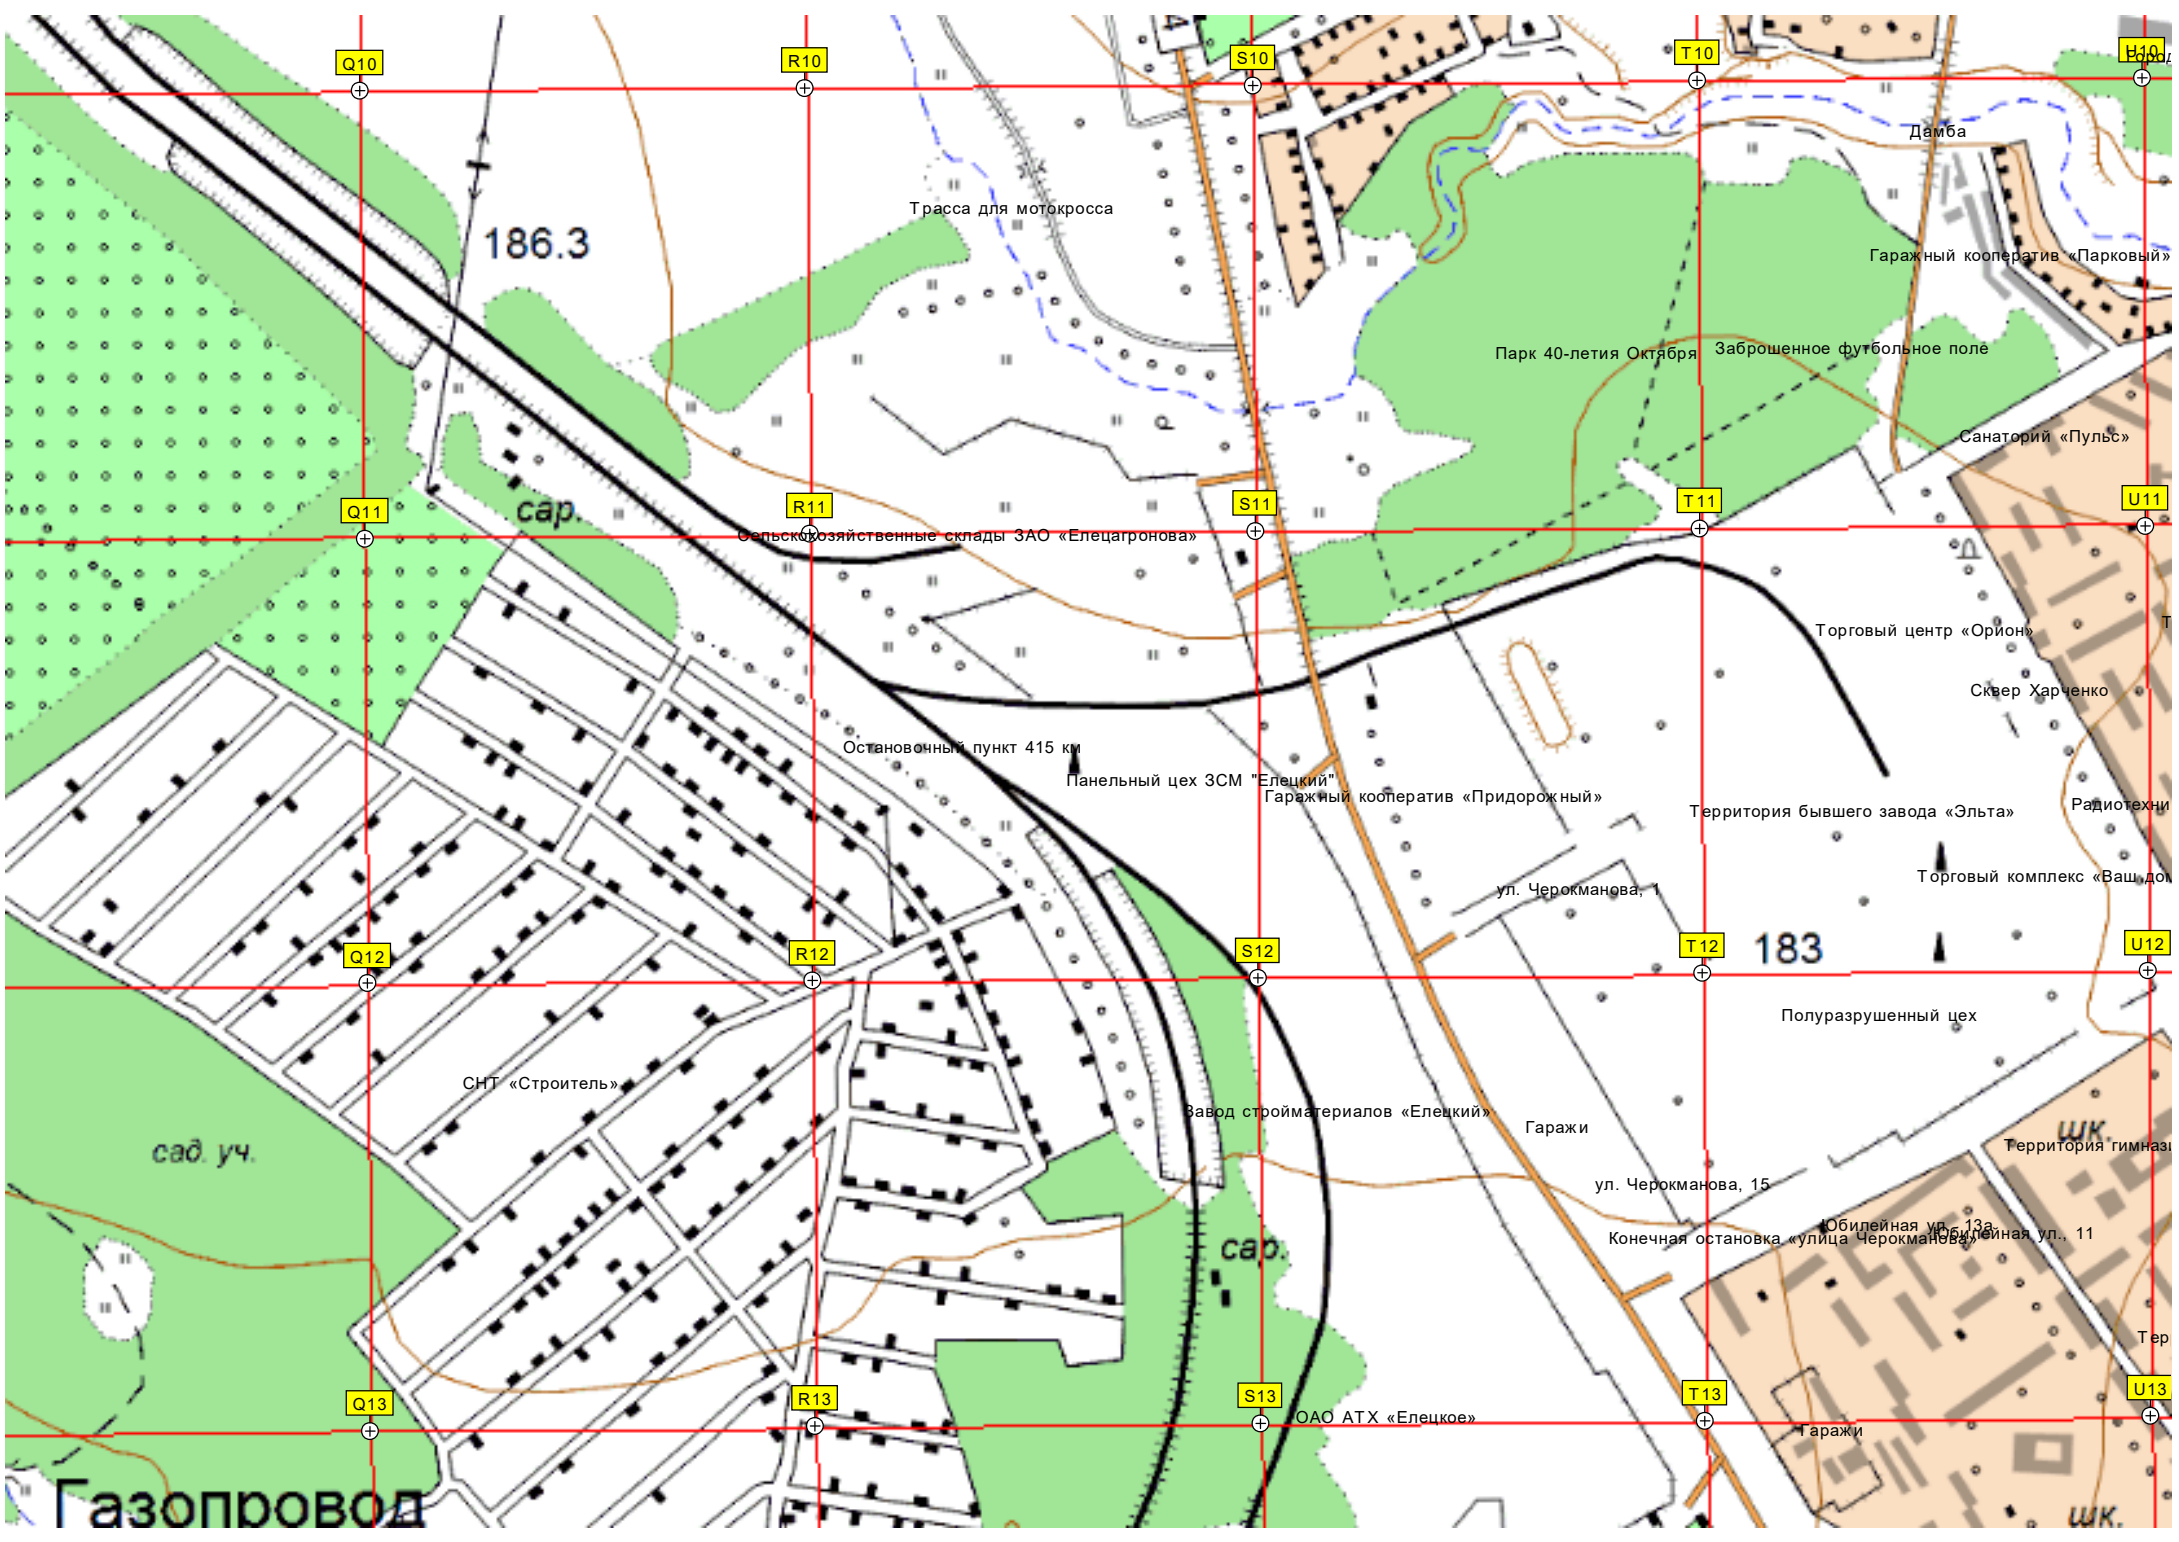 Q10
R10
S10
T10
U10
Дамба
Трасса для мотокросса
186.3
Гаражный кооператив «Парковый»
Парк 40-летия Октября
Заброшенное футбольное поле
Санаторий «Пульс»
Q11
R11
S11
T11
U11
сар.
Сельскохозяйственные склады ЗАО «Елецагронова»
Торговый центр «Орион»
Сквер Харченко
Остановочный пункт 415 км
Панельный цех ЗСМ "Елецкий"
Гаражный кооператив «Придорожный»
Территория бывшего завода «Эльта»
Радиотехни
Торговый комплекс «Ваш дом
ул. Черокманова, 1
Q12
R12
S12
T12
183
U12
Полуразрушенный цех
СНТ «Строитель»
Завод стройматериалов «Елецкий»
Гаражи
шк.
Территория гимназ
сад. уч.
ул. Черокманова, 15
Юбилейная ул., 13а
Юбилейная ул., 11
Конечная остановка «улица Черокманова»
сар.
Тер
Q13
R13
S13
T13
U13
ОАО АТХ «Елецкое»
Гаражи
Газопровод
шк.